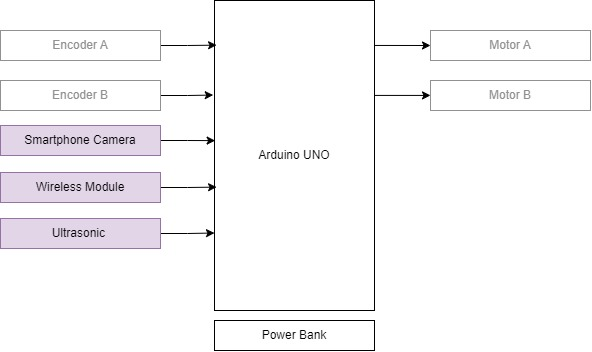 Encoder A
Motor A
Encoder B
Motor B
Smartphone Camera
Arduino UNO
Wireless Module
Ultrasonic
Power Bank